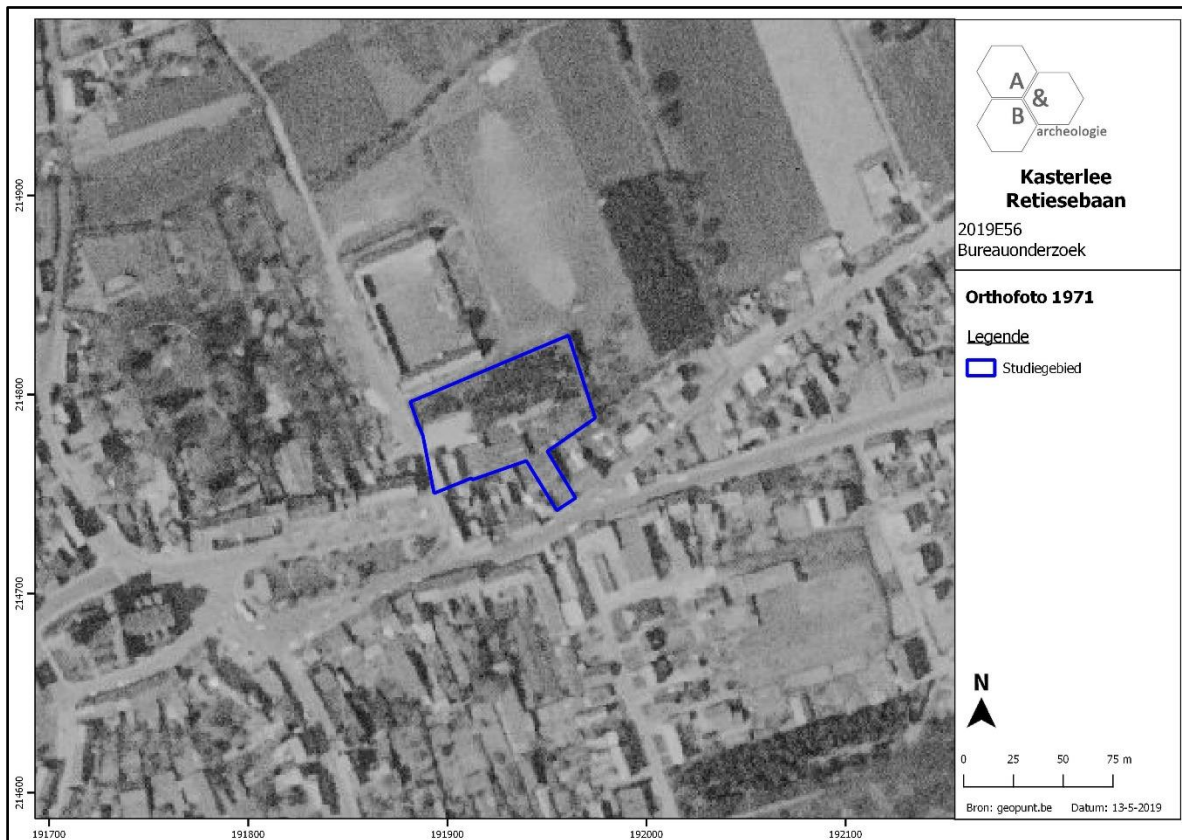 A
&
B
archeologie
Kasterlee
Retiesebaan
2019E56
Bureauonderzoek
Orthofoto 1971
Legende
Studiegebied
N
0 25 50 75 m
Bron: geopunt.be Datum: 13-5-2019
214900
214800
214700
214600
191700 191800 191900 192000 192100